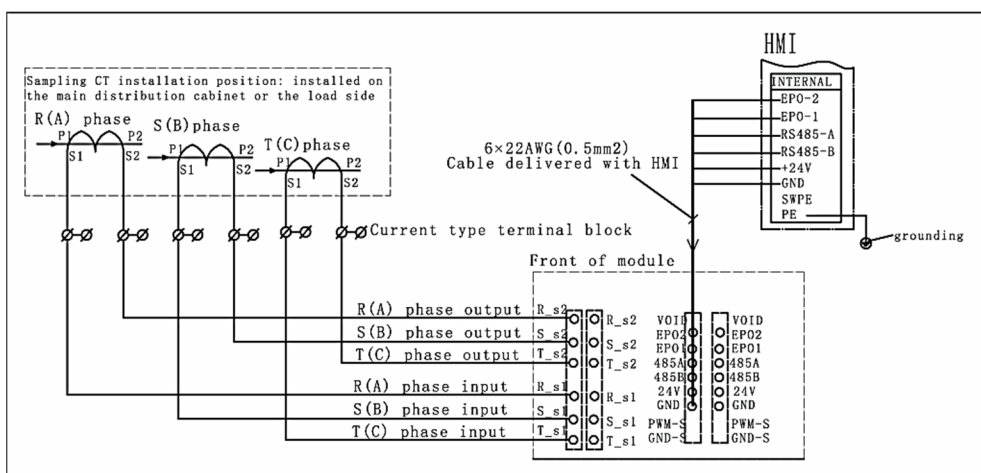 Sampling CT installation position: installed on
the main distribution cabinet or the load side
R(A) phase
P1
P2
S1
S2
S(B)phase
P1
P2
S1
S2
T(C)phase
P1
P2
S1
S2
Current type terminal block
HMI
INTERNAL
EPO-2
EPO-1
RS485-A
RS485-B
+24V
GND
SWPE
PE
grounding
6×22AWG(0.5mm2)
Cable delivered with HMI
Front of module
R(A) phase output
R_s2
R_s2
S(B) phase output
S_s2
S_s2
T(C) phase output
T_s2
T_s2
R(A) phase input
R_s1
R_s1
S(B) phase input
S_s1
S_s1
T(C) phase input
T_s1
T_s1
VOID
EPO2
EPO1
485A
485B
24V
GND
PWM-S
GND-S
VOID
EPO2
EPO1
485A
485B
24V
GND
PWM-S
GND-S